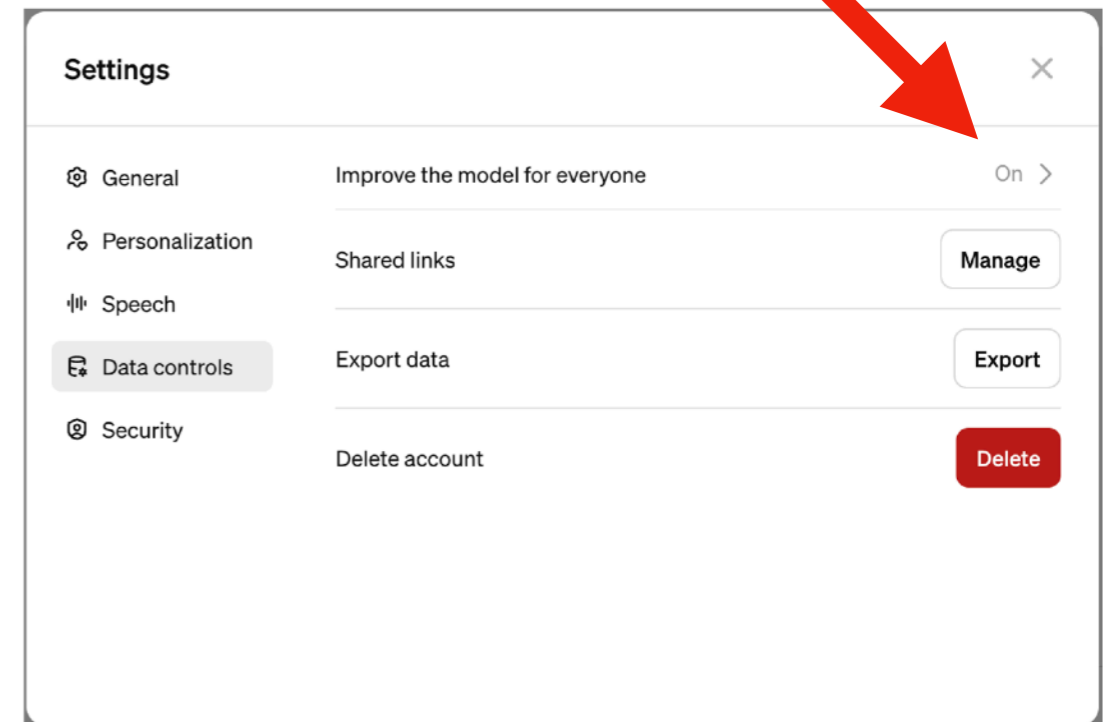 Settings
General
Personalization
Speech
Data controls
Security
Improve the model for everyone On
Shared links Manage
Export data Export
Delete account Delete